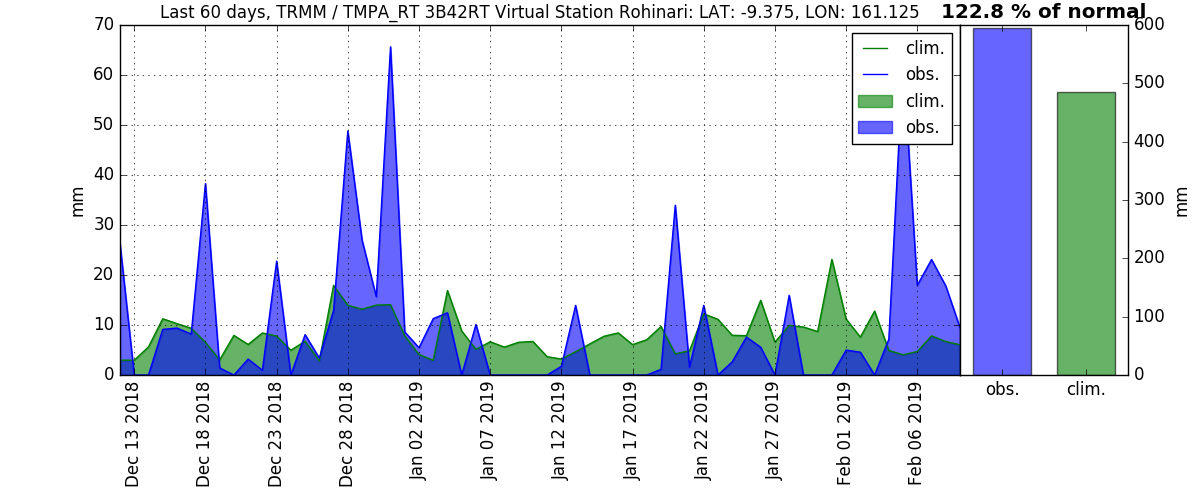 Last 60 days, TRMM / TMPA_RT 3B42RT Virtual Station Rohinari: LAT: -9.375, LON: 161.125
122.8 % of normal
70
60
50
40
30
20
10
0
mm
clim.
obs.
clim.
obs.
600
500
400
300
200
100
0
mm
Dec 13 2018
Dec 18 2018
Dec 23 2018
Dec 28 2018
Jan 02 2019
Jan 07 2019
Jan 12 2019
Jan 17 2019
Jan 22 2019
Jan 27 2019
Feb 01 2019
Feb 06 2019
obs.
clim.